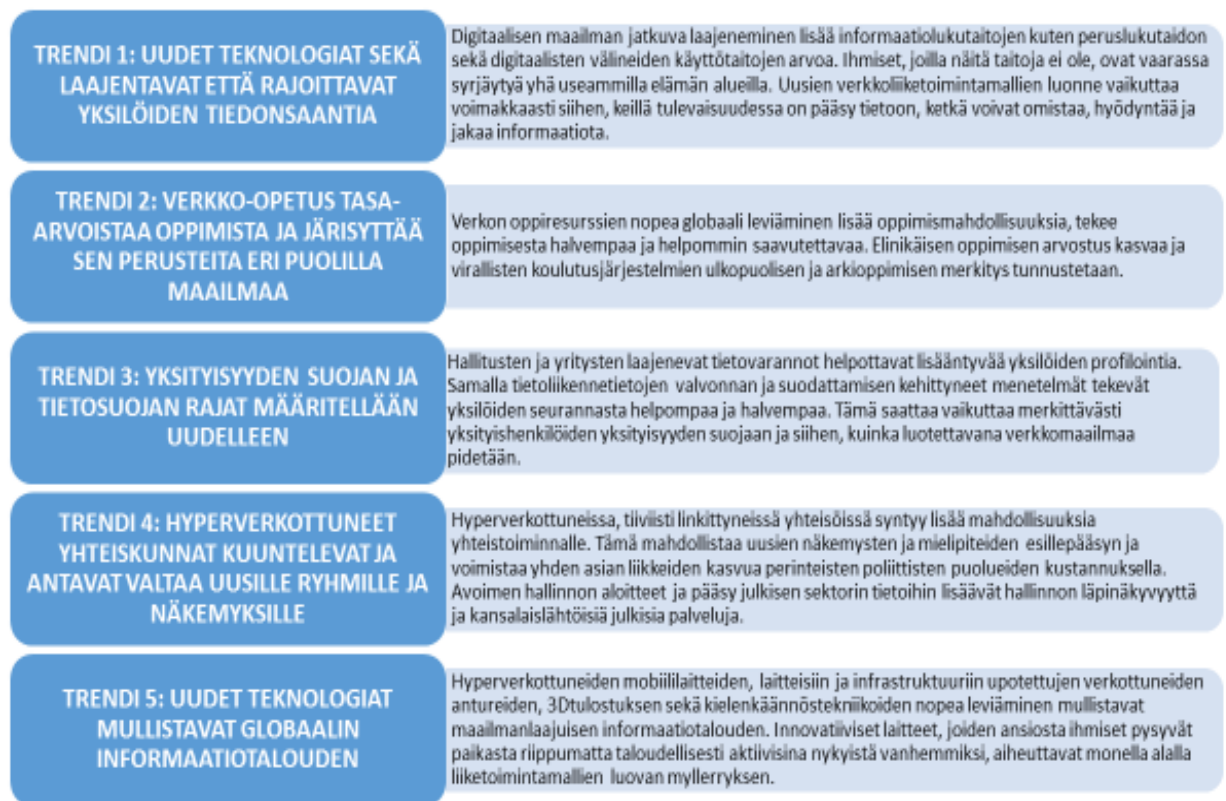 TRENDI 1: UUDET TEKNOLOGIAT SEKÄ
LAAJENTAVAT ETTÄ RAJOITTAVAT
YKSILÖIDEN TIEDONSAANTIA
Digitaalisen maailman jatkuva laajeneminen lisää informaatiolukutaitojen kuten peruslukutaidon
sekä digitaalisten välineiden käyttötaitojen arvoa. Ihmiset, joilla näitä taitoja ei ole, ovat vaarassa
syrjäytyä yhä useammilla elämän alueilla. Uusien verkkoliiketoimintamallien luonne vaikuttaa
voimakkaasti siihen, keillä tulevaisuudessa on pääsy tietoon, ketkä voivat omistaa, hyödyntää ja
jakaa informaatiota.
TRENDI 2: VERKKO-OPETUS TASA-
ARVOISTAA OPPIMISTA JA JÄRISYTTÄÄ
SEN PERUSTEITA ERI PUOLILLA
MAAILMAA
Verkon oppiresurssien nopea globaali leviäminen lisää oppimismahdollisuuksia, tekee
oppimisesta halvempaa ja helpommin saavutettavaa. Elinikäisen oppimisen arvostus kasvaa ja
virallisten koulutusjärjestelmien ulkopuolisen ja arkioppimisen merkitys tunnustetaan.
TRENDI 3: YKSITYISYYDEN SUOJAN JA
TIETOSUOJAN RAJAT MÄÄRITELLÄÄN
UUDELLEEN
Hallitusten ja yritysten laajenevat tietovarannot helpottavat lisääntyvää yksilöiden profilointia.
Samalla tietoliikennetietojen valvonnan ja suodattamisen kehittyneet menetelmät tekevät
yksilöiden seurannasta helpompaa ja halvempaa. Tämä saattaa vaikuttaa merkittävästi
yksityishenkilöiden yksityisyyden suojaan ja siihen, kuinka luotettavana verkkomaailmaa
pidetään.
TRENDI 4: HYPERVERKOTTUNEET
YHTEISKUNNAT KUUNTELEVAT JA
ANTAVAT VALTAA UUSILLE RYHMILLE JA
NÄKEMYKSILLE
Hyperverkottuneissa, tiiviisti linkittyneissä yhteisöissä syntyy lisää mahdollisuuksia
yhteistoiminnalle. Tämä mahdollistaa uusien näkemysten ja mielipiteiden esillepääsyn ja
voimistaa yhden asian liikkeiden kasvua perinteisten poliittisten puolueiden kustannuksella.
Avoimen hallinnon aloitteet ja pääsy julkisen sektorin tietoihin lisäävät hallinnon läpinäkyvyyttä
ja kansalaislähtöisiä julkisia palveluja.
TRENDI 5: UUDET TEKNOLOGIAT
MULLISTAVAT GLOBAALIN
INFORMAATIOTALOUDEN
Hyperverkottuneiden mobiililaitteiden, laitteisiin ja infrastruktuuriin upotettujen verkottuneiden
antureiden, 3Dtulostuksen sekä kielenkäännöstekniikoiden nopea leviäminen mullistavat
maailmanlaajuisen informaatiotalouden. Innovatiiviset laitteet, joiden ansiosta ihmiset pysyvät
paikasta riippumatta taloudellisesti aktiivisina nykyistä vanhemmiksi, aiheuttavat monella alalla
liiketoimintamallien luovan myllerryksen.